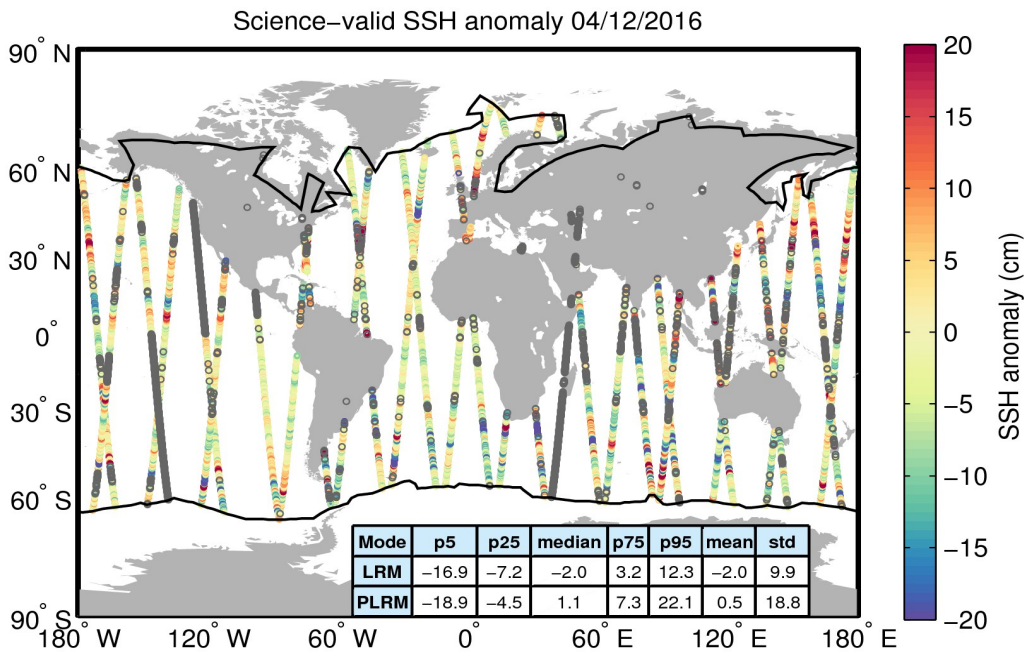 Science−valid SSH anomaly 04/12/2016
90° N
60° N
30° N
0°
30° S
60° S
90° S
180° W
120° W
60° W
0°
60° E
120° E
180° E
Mode p5 p25 median p75 p95 mean std
LRM −16.9 −7.2 −2.0 3.2 12.3 −2.0 9.9
PLRM −18.9 −4.5 1.1 7.3 22.1 0.5 18.8
20
15
10
5
0
−5
−10
−15
−20
SSH anomaly (cm)